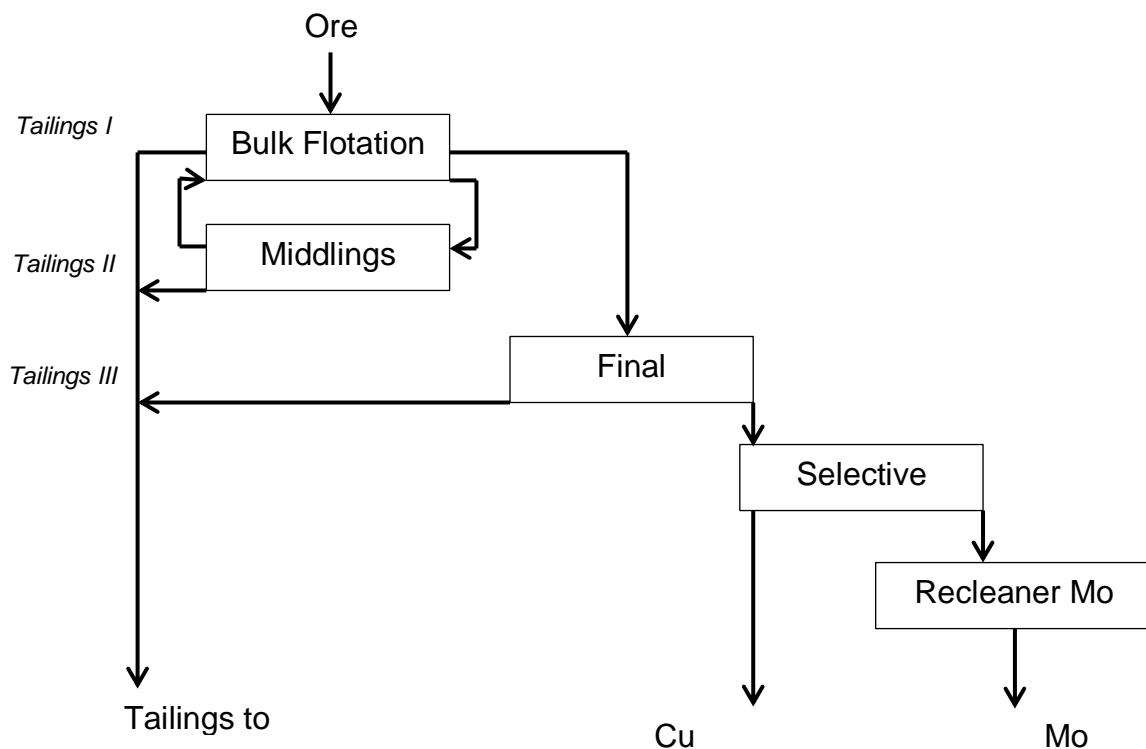 Ore
Tailings I
Bulk Flotation
Middlings
Tailings II
Final
Tailings III
Selective
Recleaner Mo
Tailings to
Cu
Mo